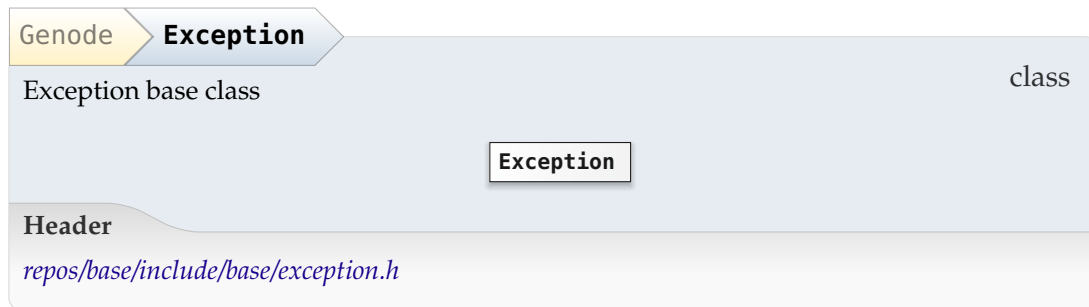 Genode Exception
class
Exception base class
Exception
Header
repos/base/include/base/exception.h